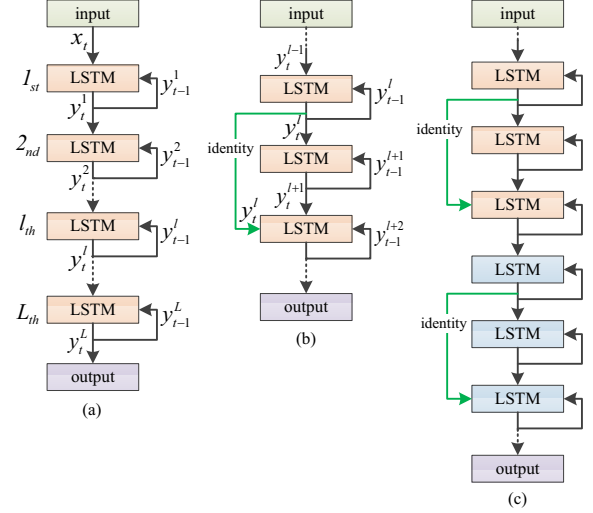 input
x_t
1_st
LSTM
y_{t-1}^1
y_t^1
2_nd
LSTM
y_{t-1}^2
y_t^2
l_th
LSTM
y_{t-1}^l
y_t^l
L_th
LSTM
y_{t-1}^L
y_t^L
output
(a)
input
y_t^{l-1}
LSTM
y_{t-1}^l
y_t^l
identity
LSTM
y_{t-1}^{l+1}
y_t^{l+1}
y_t^l
LSTM
y_{t-1}^{l+2}
output
(b)
input
LSTM
identity
LSTM
LSTM
LSTM
identity
LSTM
LSTM
output
(c)